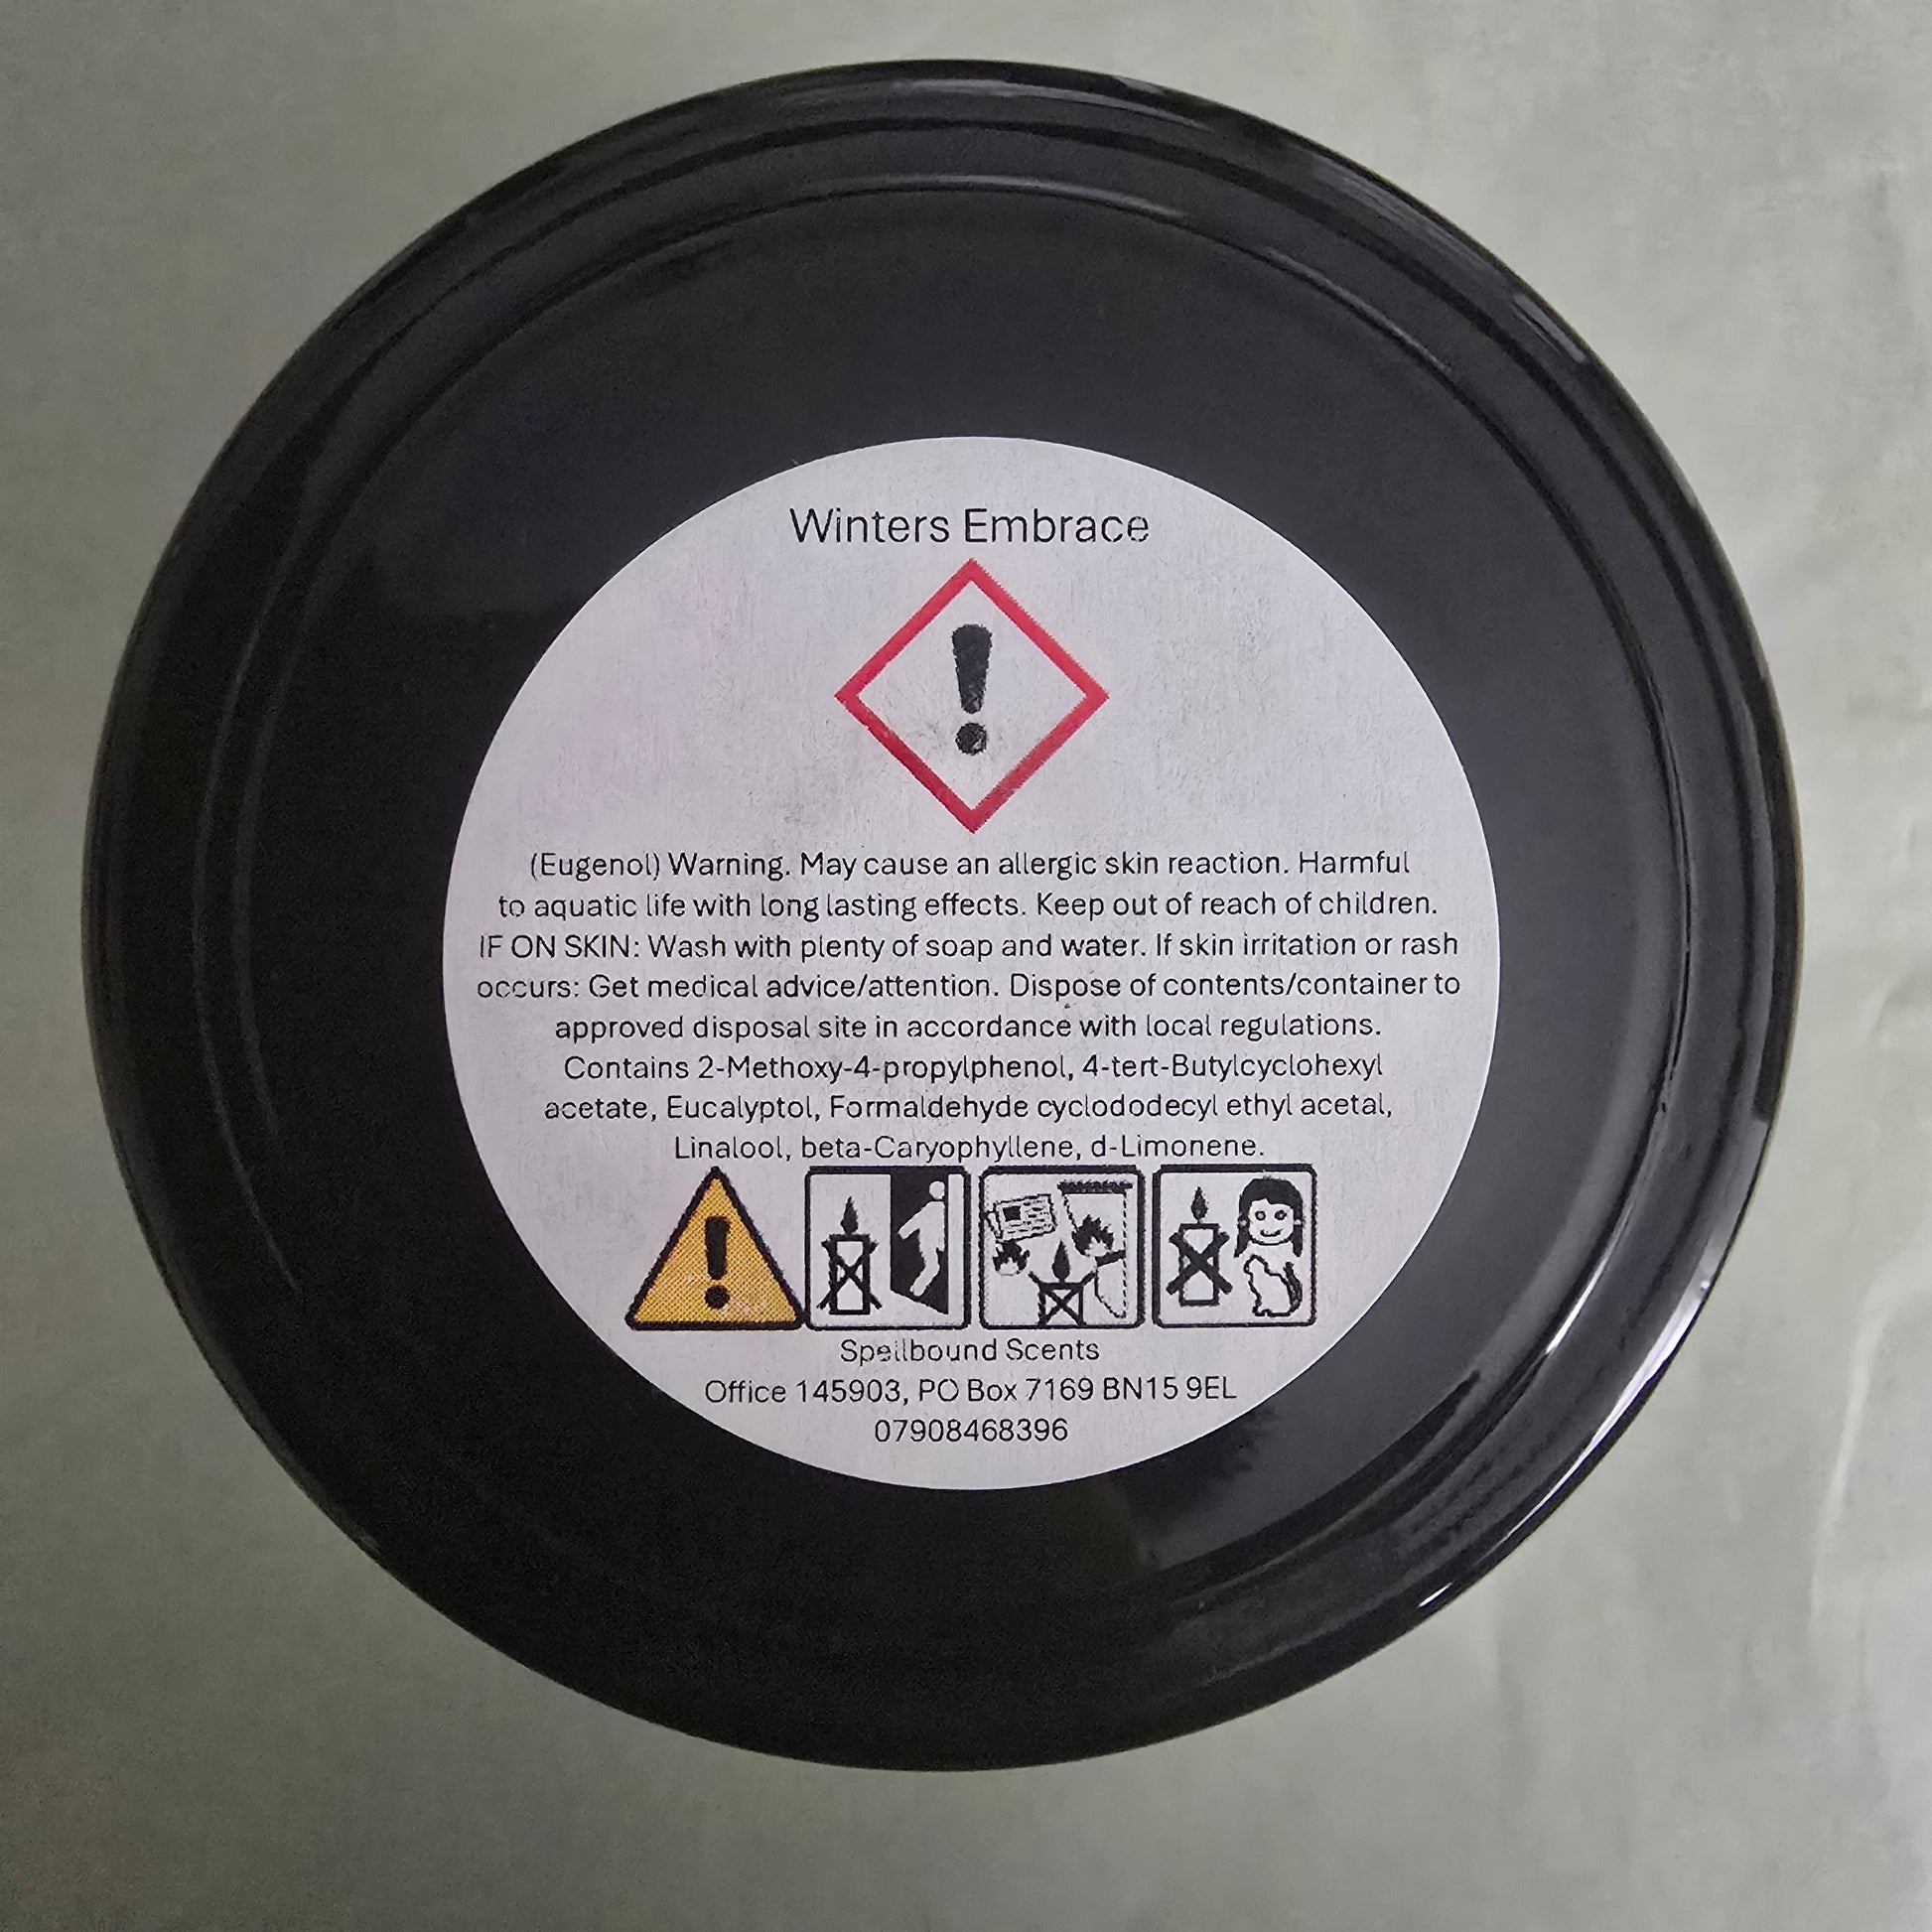 Winters Embrace
(Eugenol) Warning. May cause an allergic skin reaction. Harmful
to aquatic life with long lasting effects. Keep out of reach of children.
IF ON SKIN: Wash with plenty of soap and water. If skin irritation or rash
occurs: Get medical advice/attention. Dispose of contents/container to
approved disposal site in accordance with local regulations.
Contains 2-Methoxy-4-propylphenol, 4-tert-Butylcyclohexyl
acetate, Eucalyptol, Formaldehyde cyclododecyl ethyl acetal,
Linalool, beta-Caryophyllene, d-Limonene.
Spellbound Scents
Office 145903, PO Box 7169 BN15 9EL
07908468396